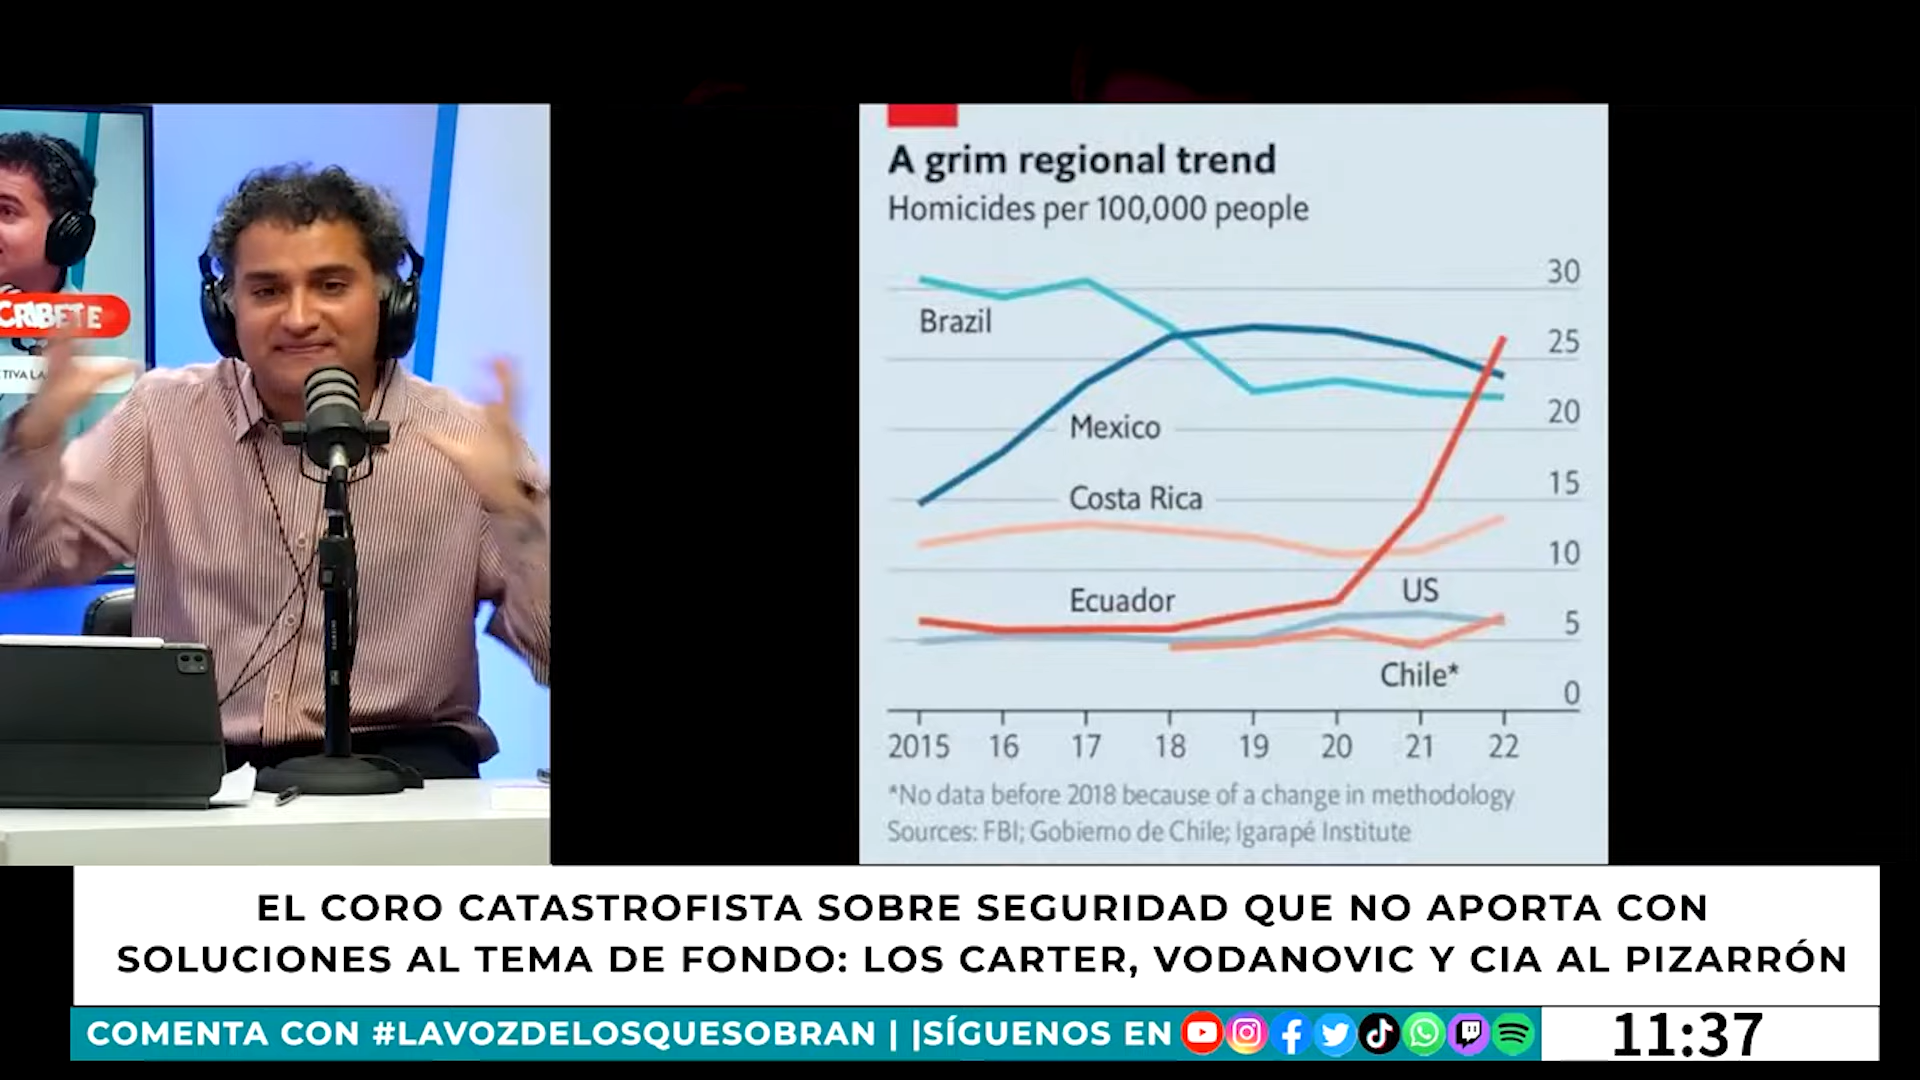 CRIBETE
TIVA LA
A grim regional trend
Homicides per 100,000 people
30
Brazil
25
Mexico
20
Costa Rica
15
10
Ecuador
US
5
Chile*
0
2015 16 17 18 19 20 21 22
*No data before 2018 because of a change in methodology
Sources: FBI; Gobierno de Chile; Igarapé Institute
EL CORO CATASTROFISTA SOBRE SEGURIDAD QUE NO APORTA CON
SOLUCIONES AL TEMA DE FONDO: LOS CARTER, VODANOVIC Y CIA AL PIZARRÓN
COMENTA CON #LAVOZDELOSQUESOBRAN | |SÍGUENOS EN
11:37